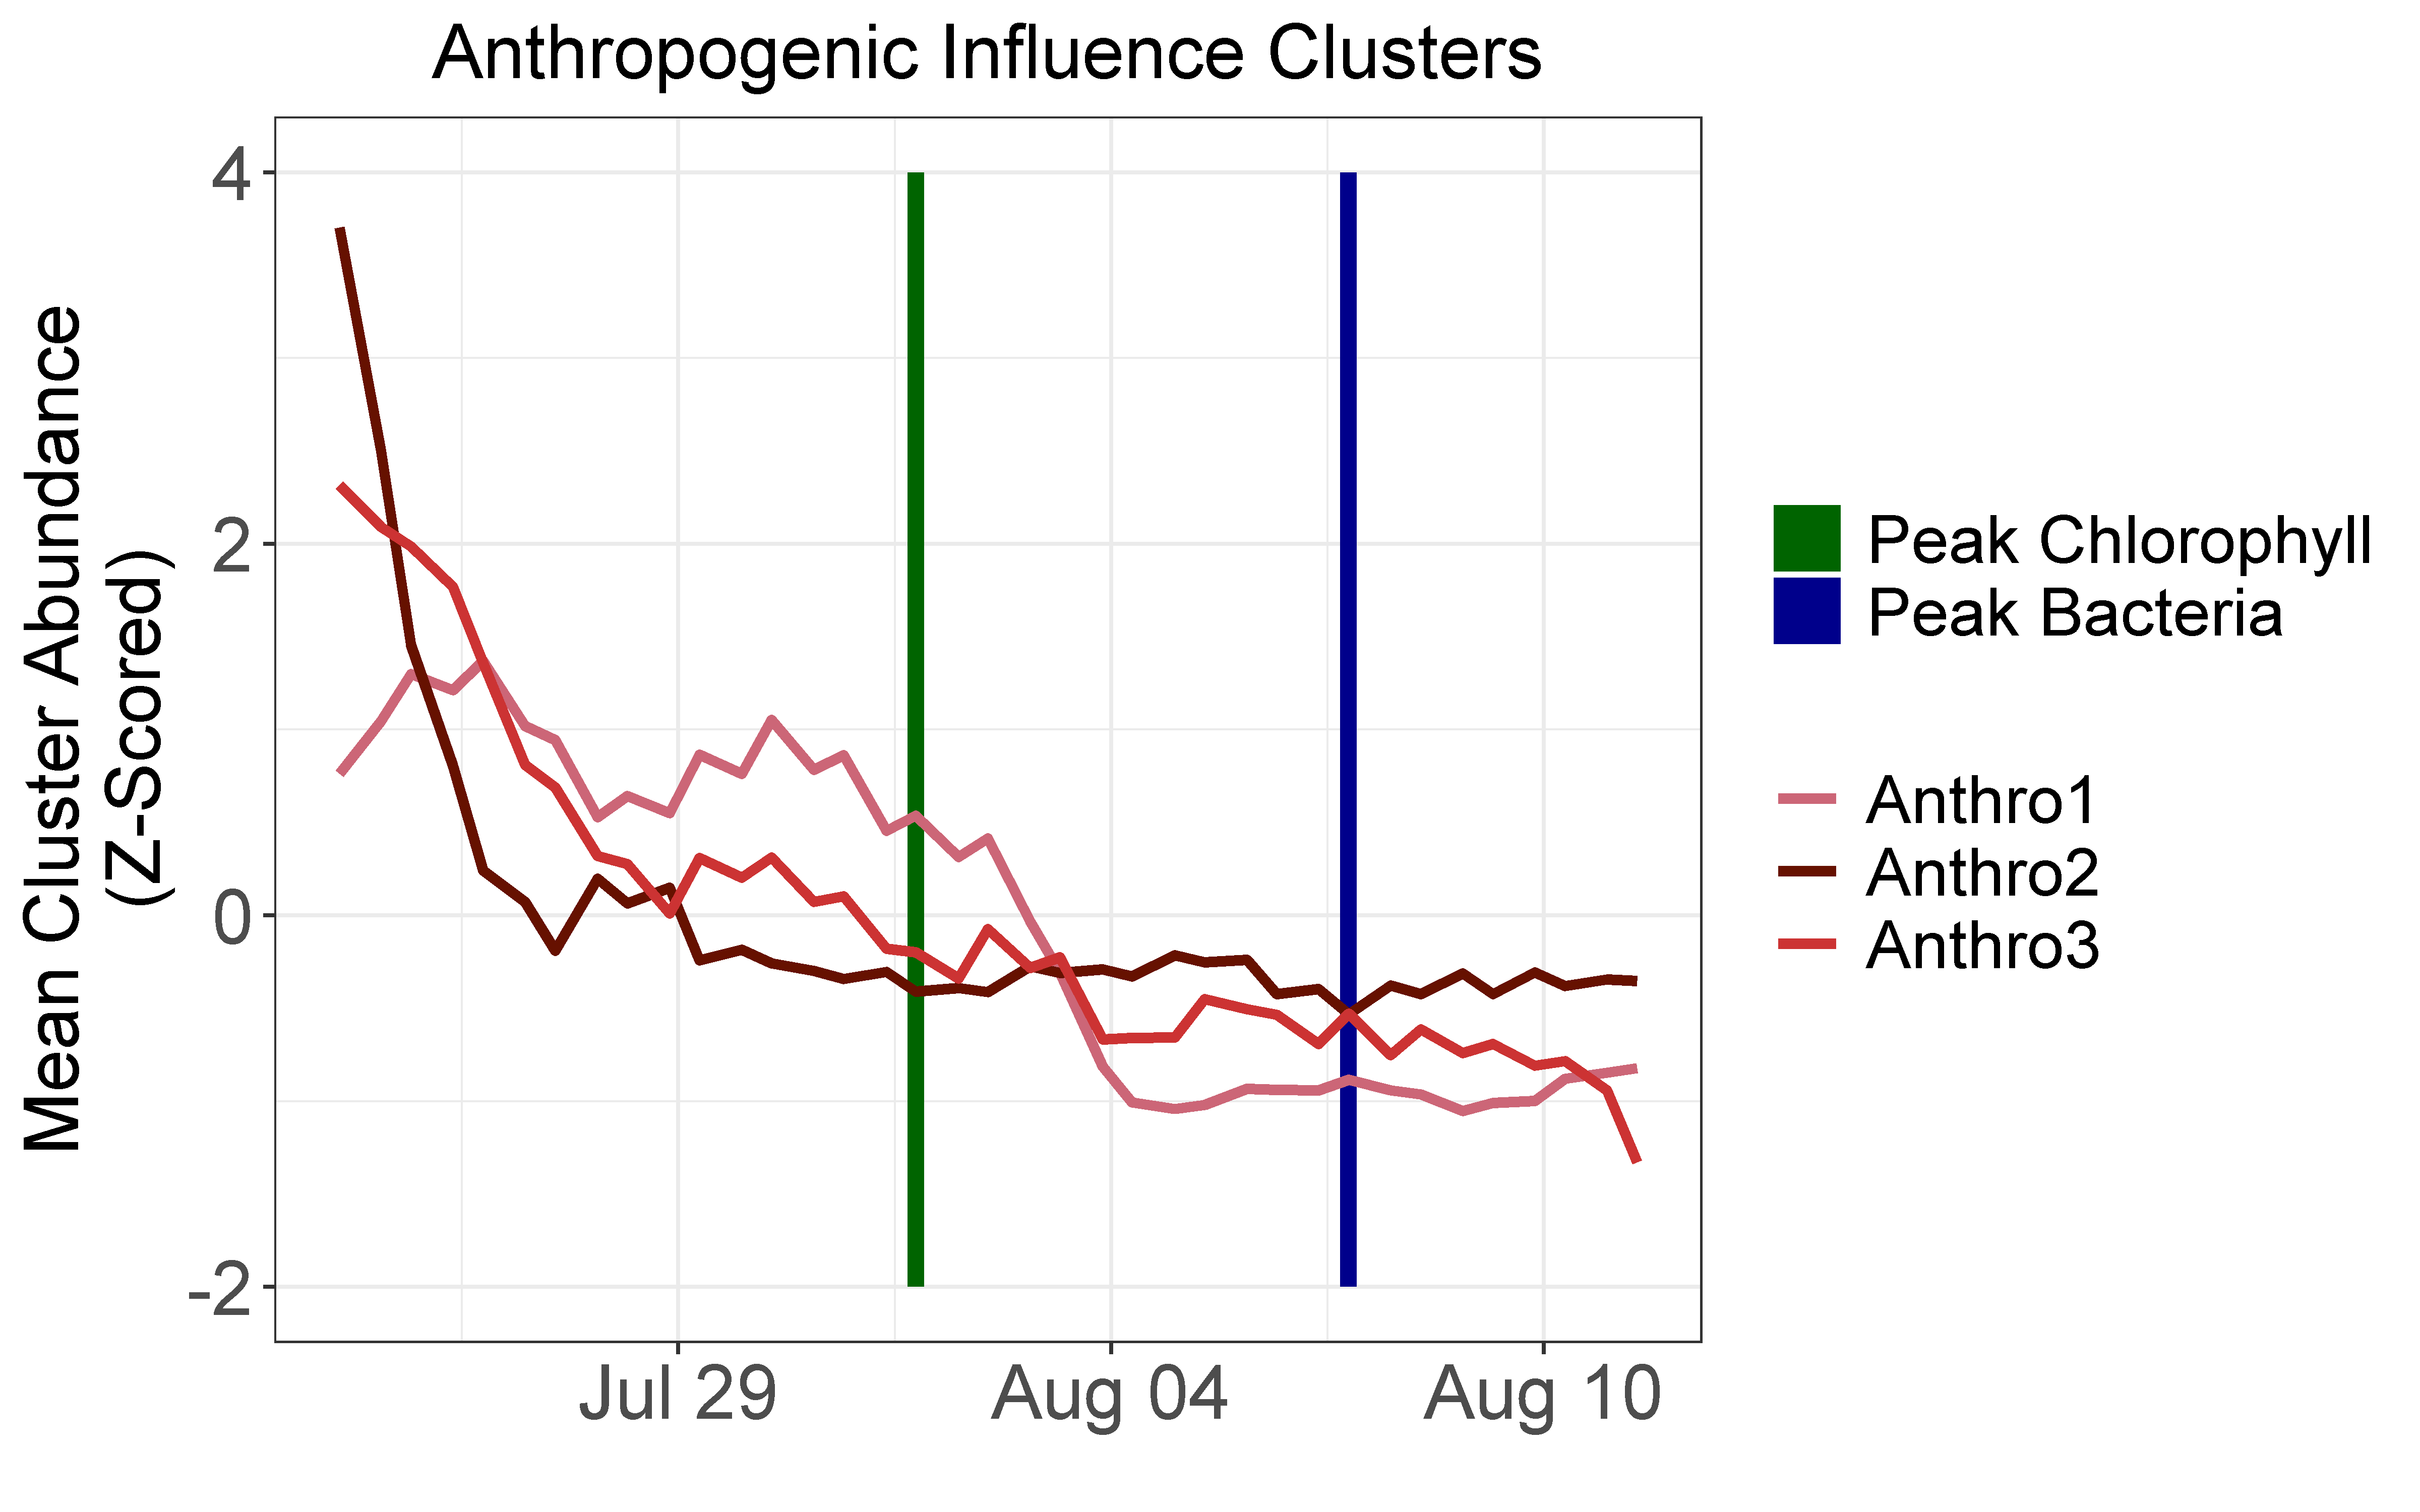 Anthropogenic Influence Clusters
Mean Cluster Abundance
(Z-Scored)
4
2
0
-2
Jul 29
Aug 04
Aug 10
Peak Chlorophyll
Peak Bacteria
Anthro1
Anthro2
Anthro3